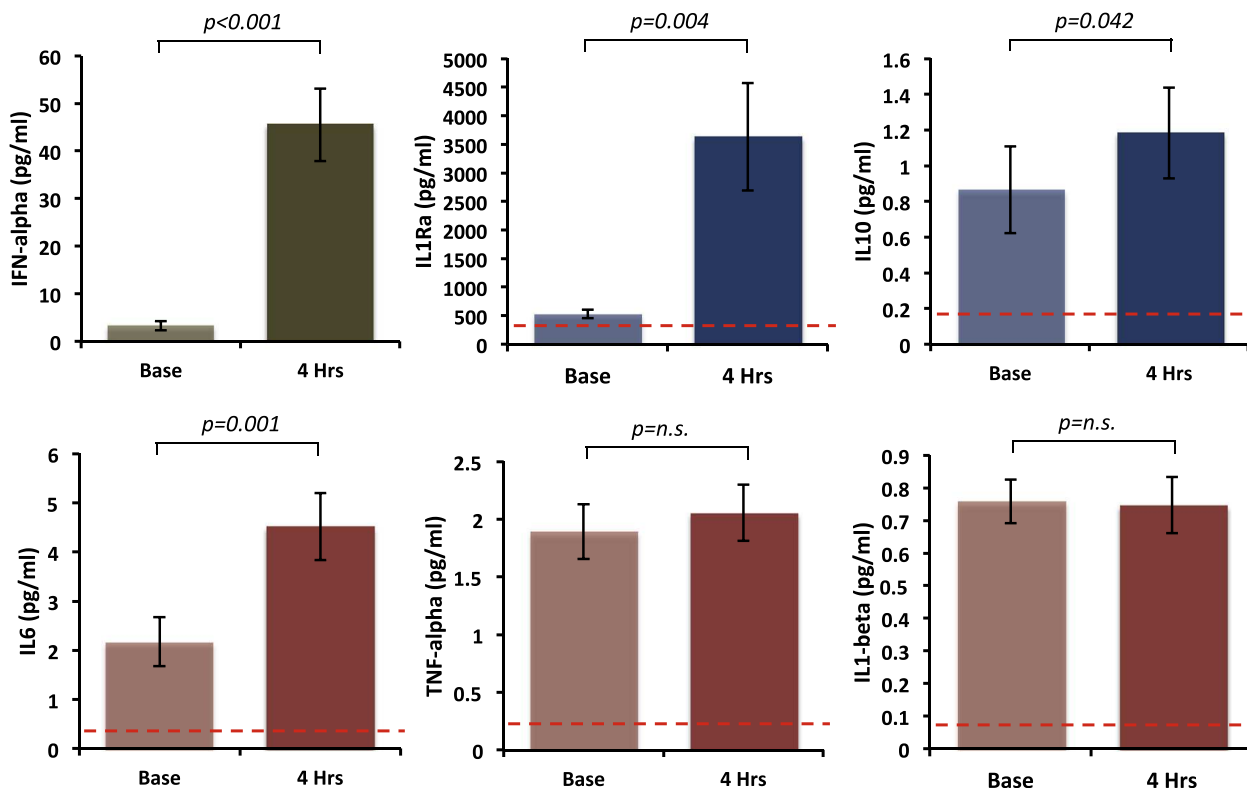 p<0.001
IFN-alpha (pg/ml)
60
50
40
30
20
10
0
Base
4 Hrs
p=0.004
IL1Ra (pg/ml)
5000
4500
4000
3500
3000
2500
2000
1500
1000
500
0
Base
4 Hrs
p=0.042
IL10 (pg/ml)
1.6
1.4
1.2
1
0.8
0.6
0.4
0.2
0
Base
4 Hrs
p=0.001
IL6 (pg/ml)
6
5
4
3
2
1
0
Base
4 Hrs
p=n.s.
TNF-alpha (pg/ml)
2.5
2
1.5
1
0.5
0
Base
4 Hrs
p=n.s.
IL1-beta (pg/ml)
0.9
0.8
0.7
0.6
0.5
0.4
0.3
0.2
0.1
0
Base
4 Hrs